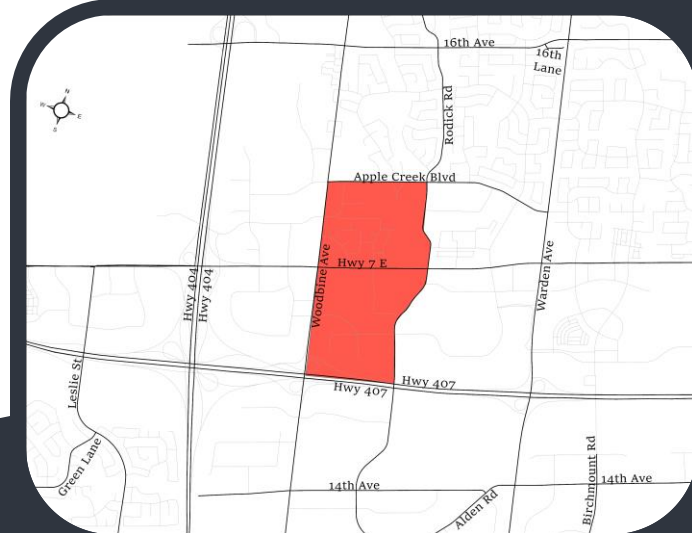 16th Ave
16th
Lane
Rodick Rd
N
W
E
S
Apple Creek Blvd
Woodbine Ave
Hwy 7 E
Warden Ave
Hwy 404
Hwy 404
Leslie St
Hwy 407
Hwy 407
Green Lane
14th Ave
14th Ave
Alden Rd
Birchmount Rd